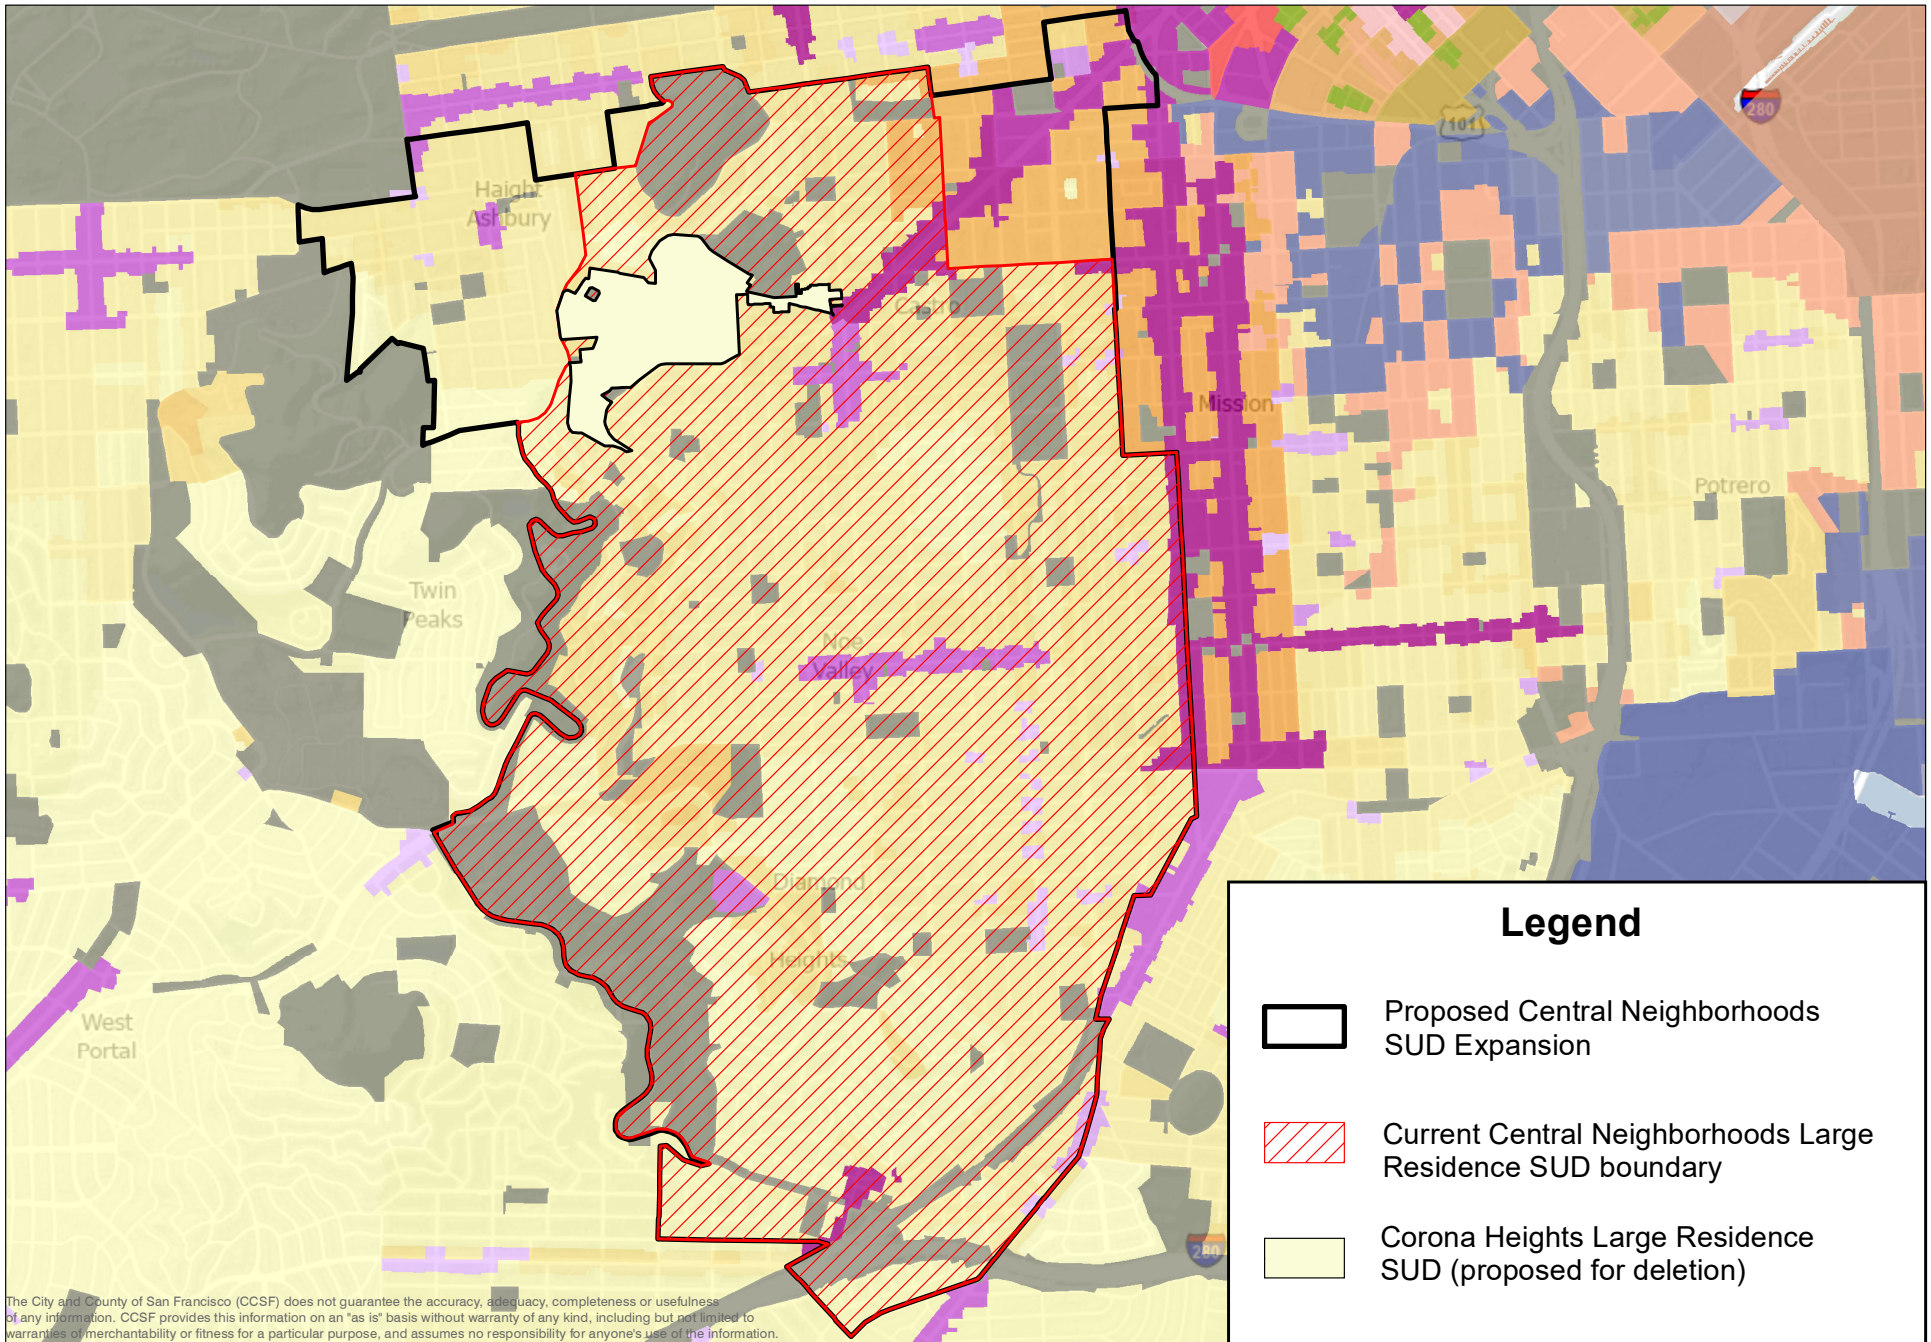 280
101
Haight
Ashbury
Castro
Mission
Potrero
Twin
Peaks
Noe
Valley
Diamond
Heights
West
Portal
280
Legend
Proposed Central Neighborhoods
SUD Expansion
Current Central Neighborhoods Large
Residence SUD boundary
Corona Heights Large Residence
SUD (proposed for deletion)
The City and County of San Francisco (CCSF) does not guarantee the accuracy, adequacy, completeness or usefulness
of any information. CCSF provides this information on an "as is" basis without warranty of any kind, including but not limited to
warranties of merchantability or fitness for a particular purpose, and assumes no responsibility for anyone's use of the information.